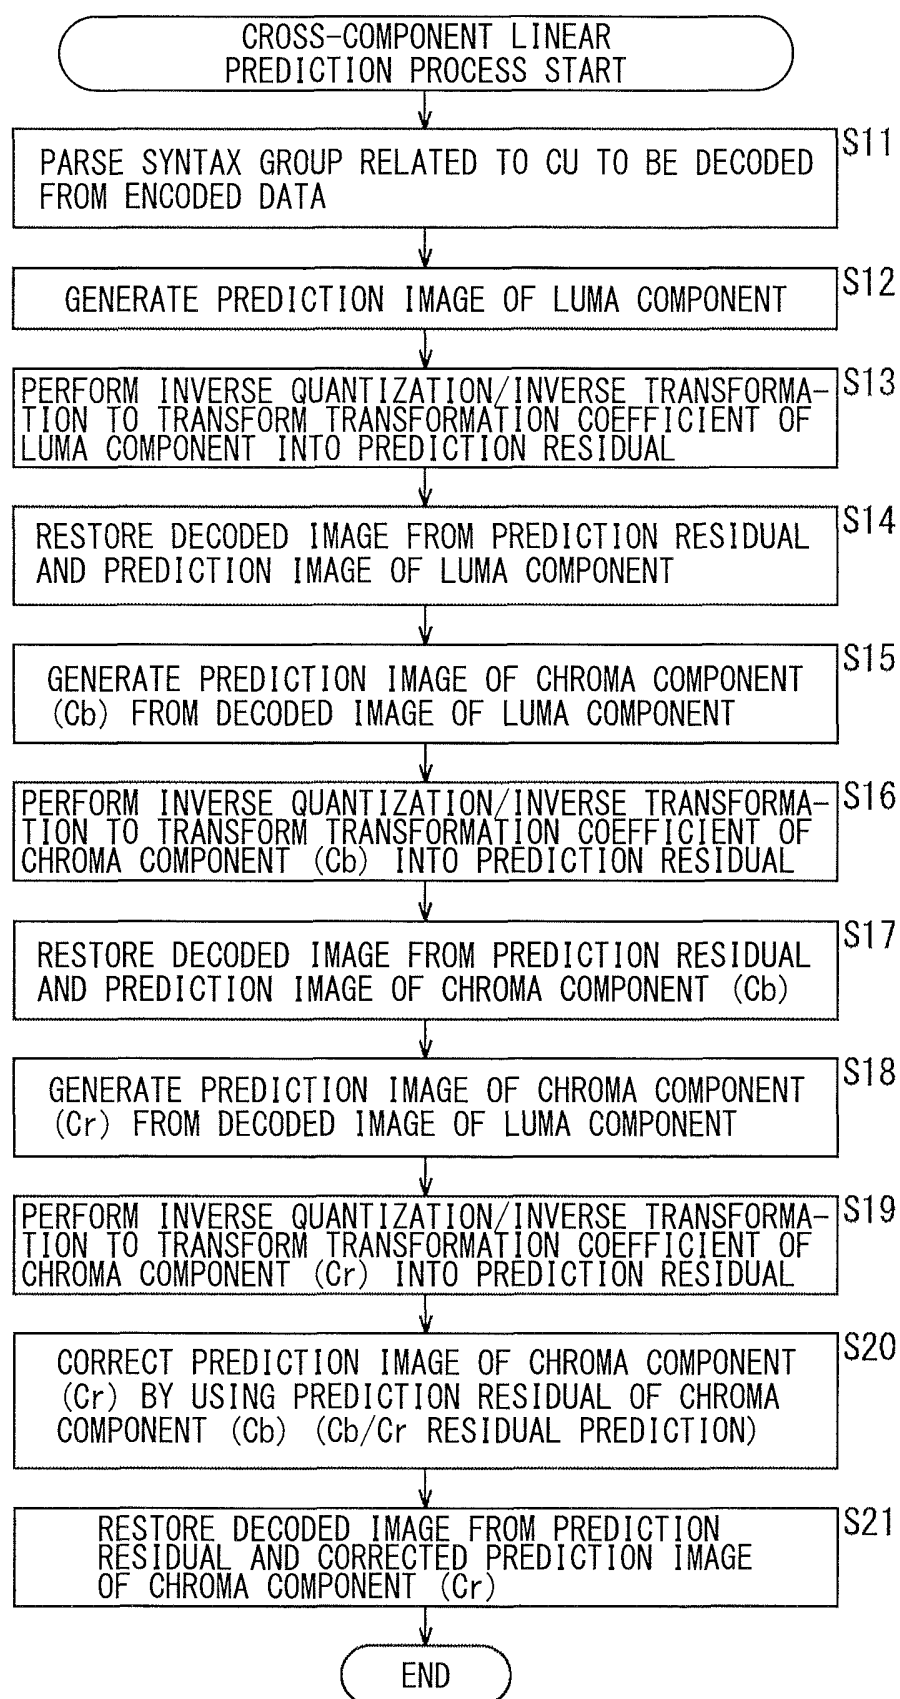 CROSS-COMPONENT LINEAR
PREDICTION PROCESS START
S11
PARSE SYNTAX GROUP RELATED TO CU TO BE DECODED
FROM ENCODED DATA
S12
GENERATE PREDICTION IMAGE OF LUMA COMPONENT
S13
PERFORM INVERSE QUANTIZATION/INVERSE TRANSFORMA-
TION TO TRANSFORM TRANSFORMATION COEFFICIENT OF
LUMA COMPONENT INTO PREDICTION RESIDUAL
S14
RESTORE DECODED IMAGE FROM PREDICTION RESIDUAL
AND PREDICTION IMAGE OF LUMA COMPONENT
S15
GENERATE PREDICTION IMAGE OF CHROMA COMPONENT
(Cb) FROM DECODED IMAGE OF LUMA COMPONENT
S16
PERFORM INVERSE QUANTIZATION/INVERSE TRANSFORMA-
TION TO TRANSFORM TRANSFORMATION COEFFICIENT OF
CHROMA COMPONENT (Cb) INTO PREDICTION RESIDUAL
S17
RESTORE DECODED IMAGE FROM PREDICTION RESIDUAL
AND PREDICTION IMAGE OF CHROMA COMPONENT (Cb)
S18
GENERATE PREDICTION IMAGE OF CHROMA COMPONENT
(Cr) FROM DECODED IMAGE OF LUMA COMPONENT
S19
PERFORM INVERSE QUANTIZATION/INVERSE TRANSFORMA-
TION TO TRANSFORM TRANSFORMATION COEFFICIENT OF
CHROMA COMPONENT (Cr) INTO PREDICTION RESIDUAL
S20
CORRECT PREDICTION IMAGE OF CHROMA COMPONENT
(Cr) BY USING PREDICTION RESIDUAL OF CHROMA
COMPONENT (Cb) (Cb/Cr RESIDUAL PREDICTION)
S21
RESTORE DECODED IMAGE FROM PREDICTION
RESIDUAL AND CORRECTED PREDICTION IMAGE
OF CHROMA COMPONENT (Cr)
END